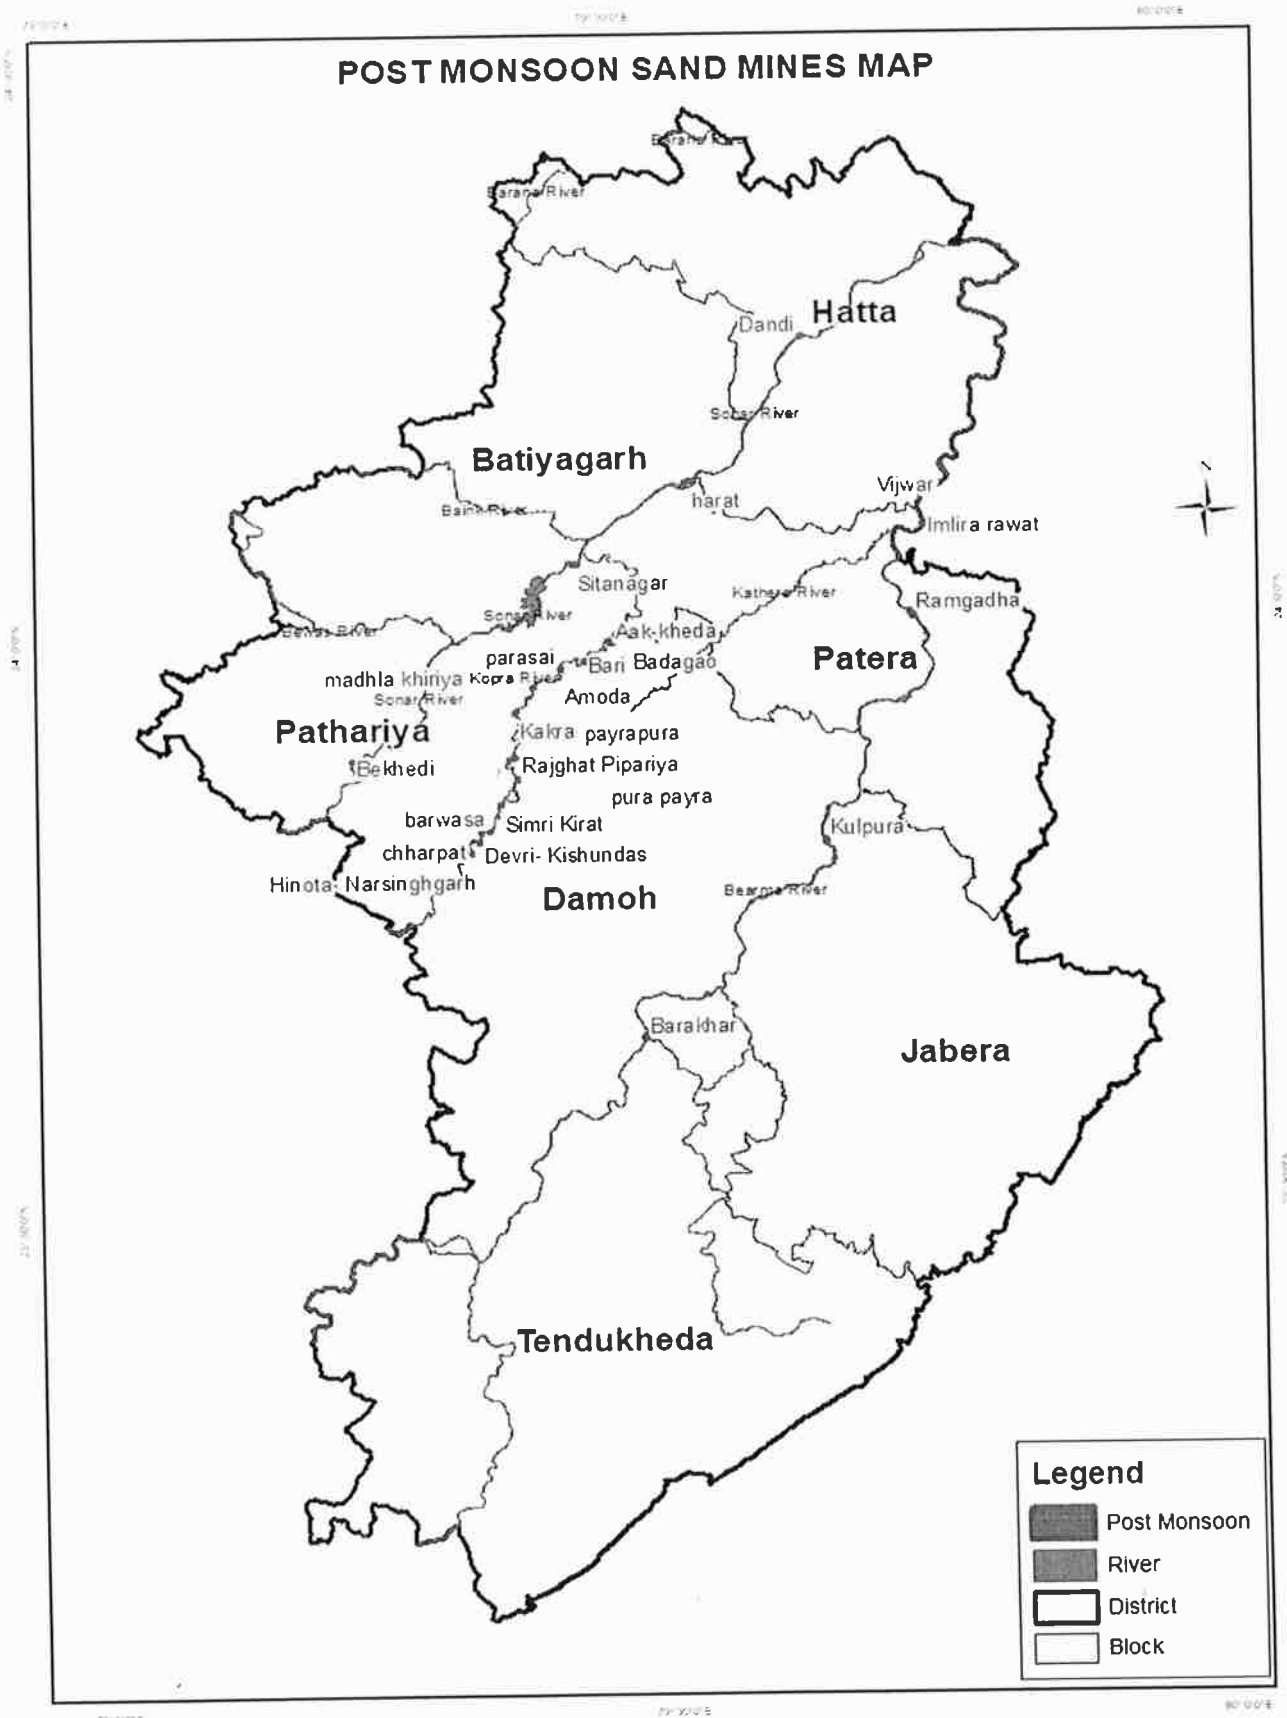 POST MONSOON SAND MINES MAP
Barana River
Hatta
Dandi
Sonar River
Batiyagarh
Vijwar
harat
Imlira rawat
Sitanagar
Kathera River
Ramgadha
Sonar River
Aak-kheda
Bewas River
parasai
Bari
Badagao
Patera
madhla khiriya
Kopra River
Amoda
Sonar River
Pathariya
Kakra
payrapura
Bekhedi
Rajghat Pipariya
pura payra
barwasa
Simri Kirat
Kulpura
chharpat
Devri- Kishundas
Hinota
Narsinghgarh
Damoh
Bearma River
Barakhar
Jabera
Tendukheda
Legend
Post Monsoon
River
District
Block